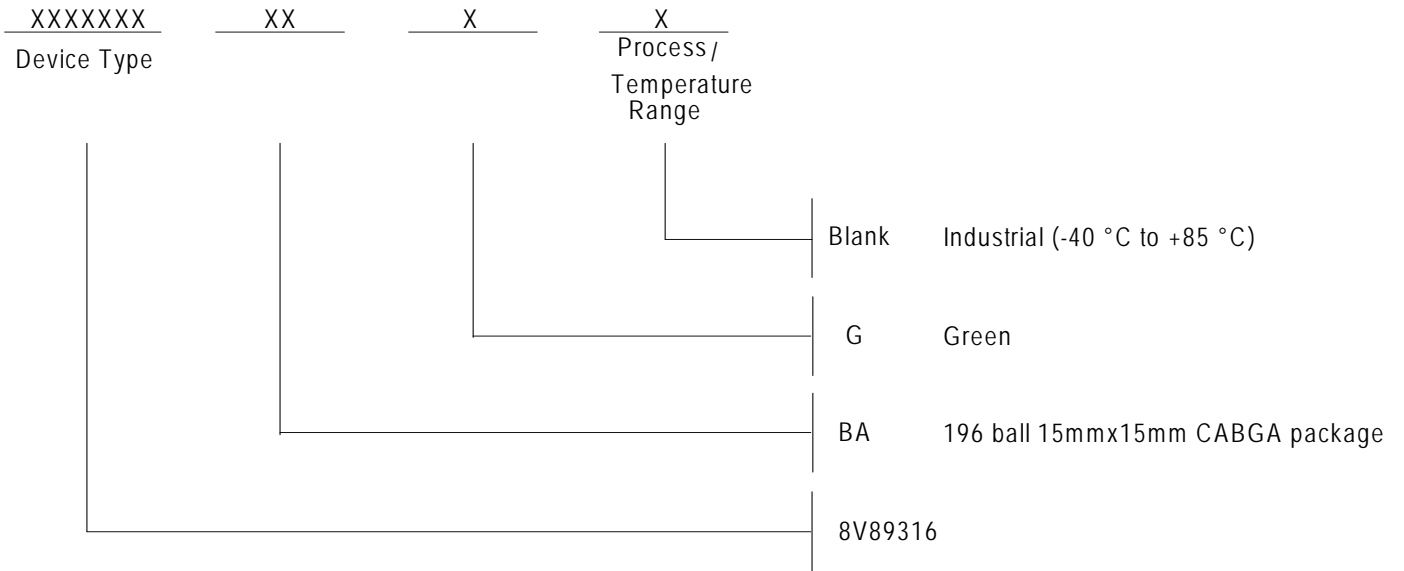 XXXXXXX XX X X
Device Type
Process/
Temperature
Range
Blank Industrial (-40 °C to +85 °C)
G Green
BA 196 ball 15mmx15mm CABGA package
8V89316